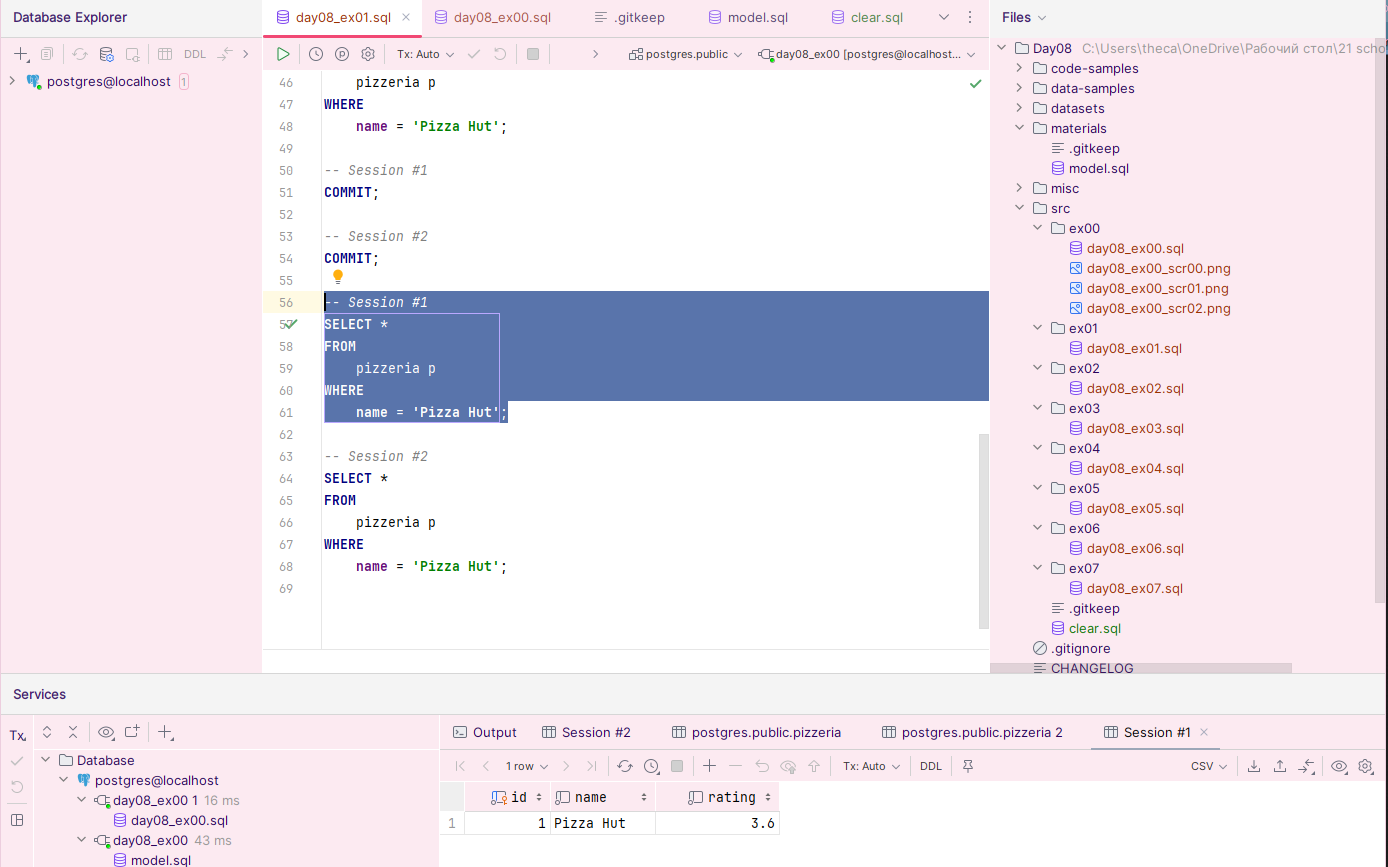 Database Explorer
DDL
postgres@localhost 1
day08_ex01.sql
day08_ex00.sql
.gitkeep
model.sql
clear.sql
Tx: Auto
postgres.public
day08_ex00 [postgres@localhost...
46 pizzeria p
47 WHERE
48 name = 'Pizza Hut';
49
50 -- Session #1
51 COMMIT;
52
53 -- Session #2
54 COMMIT;
55
56 -- Session #1
57 SELECT *
58 FROM
59 pizzeria p
60 WHERE
61 name = 'Pizza Hut';
62
63 -- Session #2
64 SELECT *
65 FROM
66 pizzeria p
67 WHERE
68 name = 'Pizza Hut';
69
Files
Day08 C:\Users\theca\OneDrive\Рабочий стол\21 scho
code-samples
data-samples
datasets
materials
.gitkeep
model.sql
misc
src
ex00
day08_ex00.sql
day08_ex00_scr00.png
day08_ex00_scr01.png
day08_ex00_scr02.png
ex01
day08_ex01.sql
ex02
day08_ex02.sql
ex03
day08_ex03.sql
ex04
day08_ex04.sql
ex05
day08_ex05.sql
ex06
day08_ex06.sql
ex07
day08_ex07.sql
.gitkeep
clear.sql
.gitignore
CHANGELOG
Services
Tx
Database
postgres@localhost
day08_ex00 1 16 ms
day08_ex00.sql
day08_ex00 43 ms
model.sql
Output
Session #2
postgres.public.pizzeria
postgres.public.pizzeria 2
Session #1
1 row
Tx: Auto
DDL
CSV
id name rating
1 1 Pizza Hut 3.6